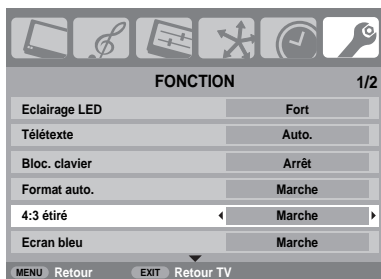 FONCTION 1/2
Eclairage LED Fort
Télétexte Auto.
Bloc. clavier Arrêt
Format auto. Marche
4:3 étiré Marche
Ecran bleu Marche
MENU Retour EXIT Retour TV